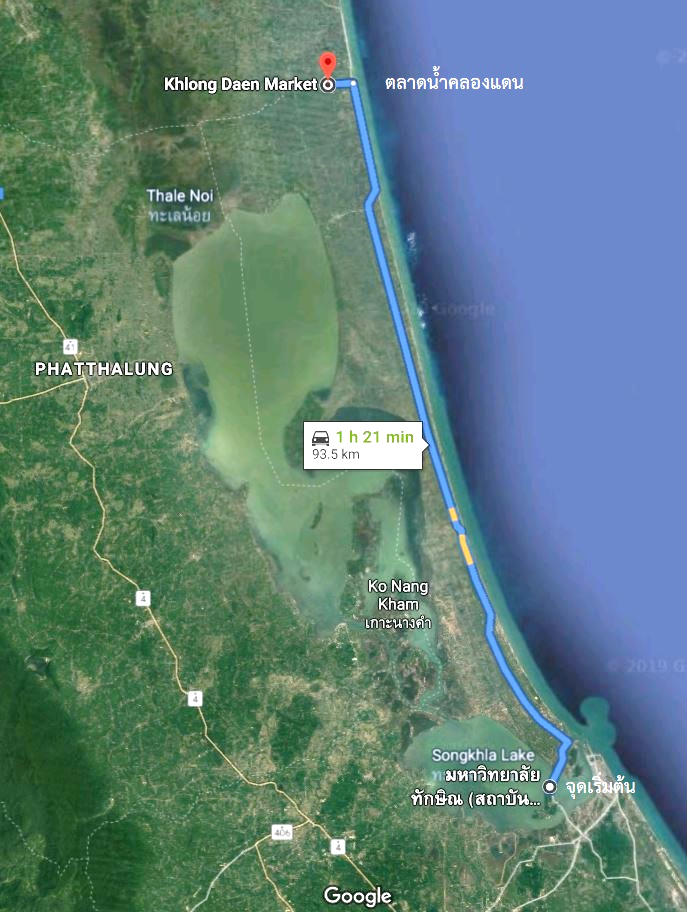 Khlong Daen Market
ตลาดน้ำคลองแดน
Thale Noi
ทะเลน้อย
Google
41
PHATTHALUNG
1 h 21 min
93.5 km
Ko Nang
Kham
เกาะนางคำ
4
© 2019 G
4
Songkhla Lake
มหาวิทยาลัย
ทักษิณ (สถาบัน...
จุดเริ่มต้น
406
4
Google